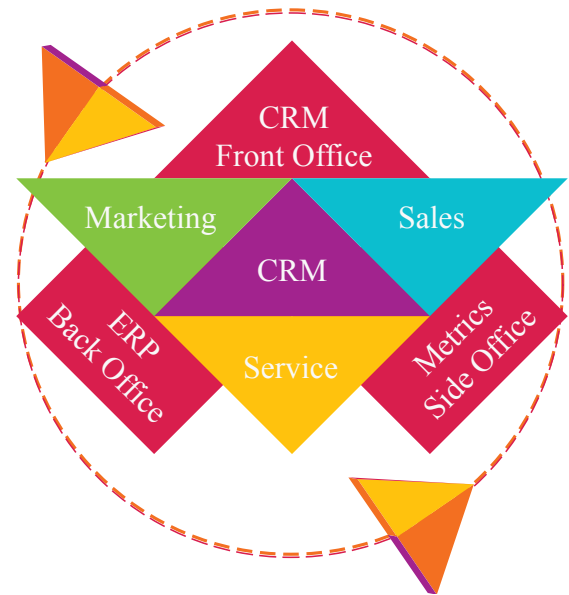 CRM
Front Office
Marketing
Sales
CRM
ERP
Back Office
Service
Metrics
Side Office